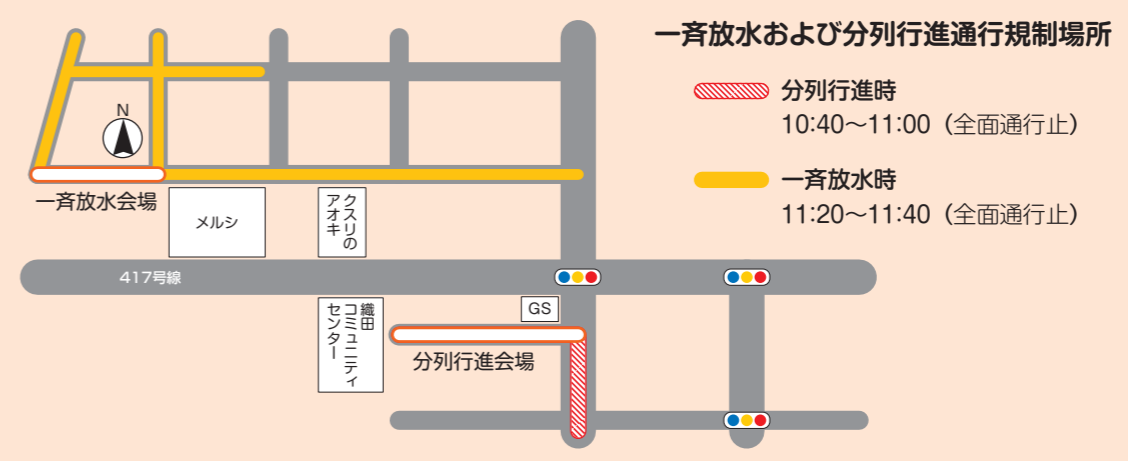 一斉放水および分列行進通行規制場所
分列行進時
10:40～11:00（全面通行止）
一斉放水時
11:20～11:40（全面通行止）
N
一斉放水会場
メルシ
クスリの
アオキ
417号線
GS
織田
コミュニティ
センター
分列行進会場